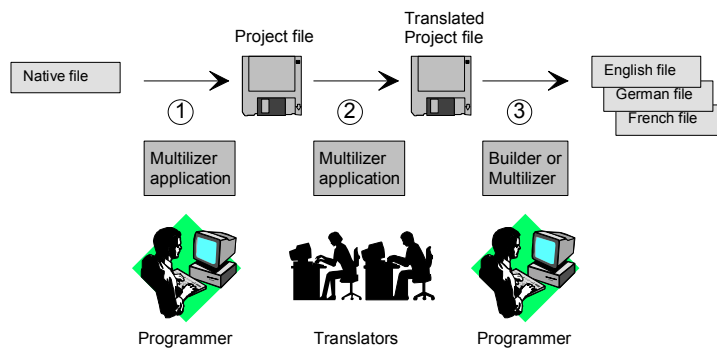 Project file
Translated
Project file
Native file
English file
German file
French file
1
2
3
Multilizer
application
Multilizer
application
Builder or
Multilizer
Programmer
Translators
Programmer